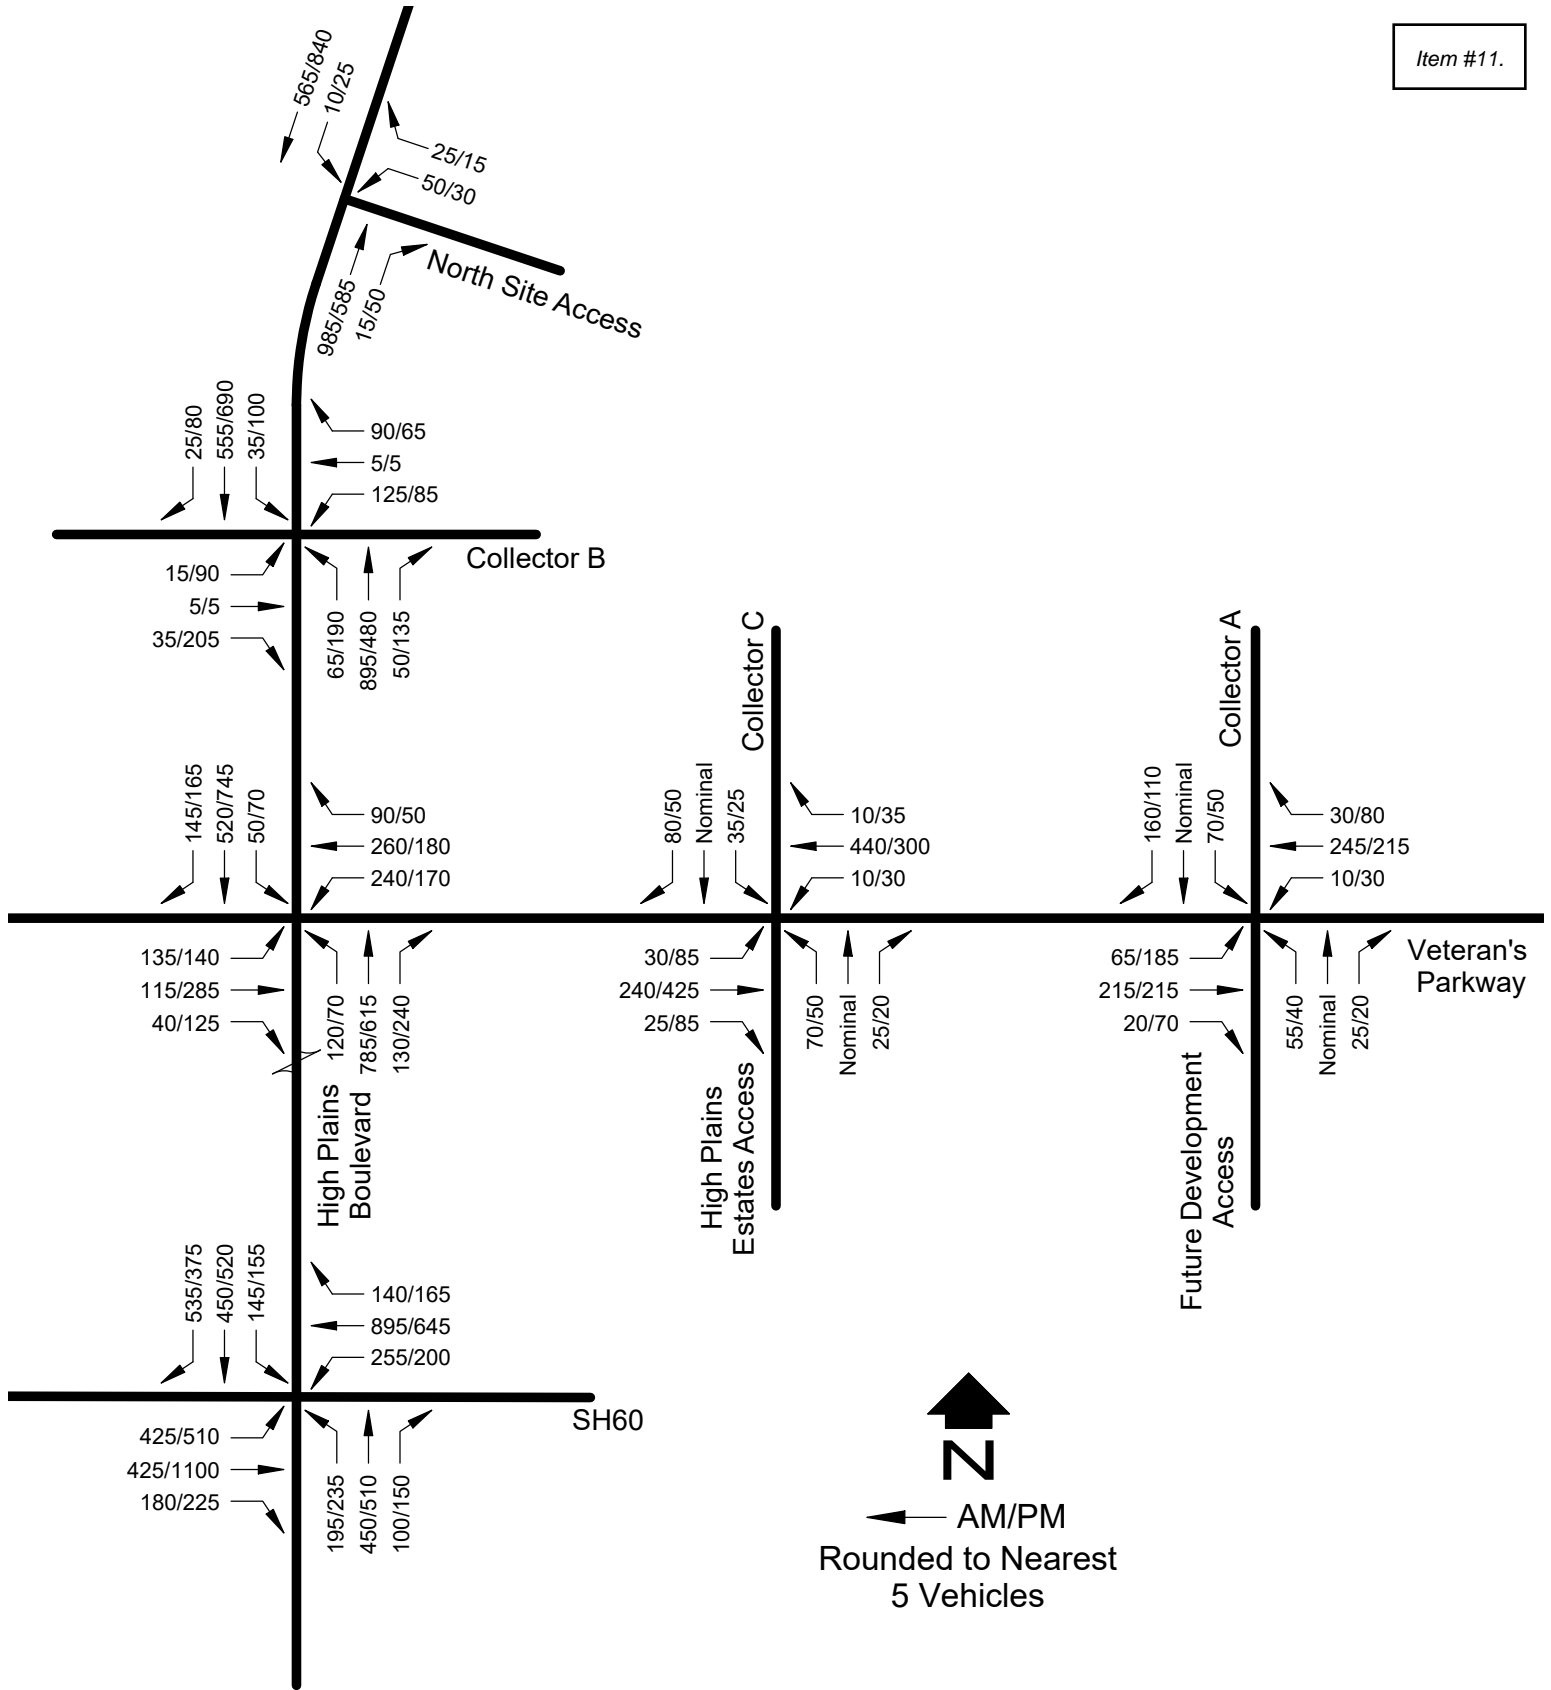 Item #11.
565/840
10/25
25/15
50/30
985/585
15/50
North Site Access
25/80
555/690
35/100
90/65
5/5
125/85
Collector B
15/90
5/5
35/205
65/190
895/480
50/135
Collector C
Collector A
145/165
520/745
50/70
90/50
260/180
240/170
80/50
Nominal
35/25
10/35
440/300
10/30
160/110
Nominal
70/50
30/80
245/215
10/30
135/140
115/285
40/125
120/70
785/615
130/240
30/85
240/425
25/85
70/50
Nominal
25/20
65/185
215/215
20/70
55/40
Nominal
25/20
Veteran's
Parkway
High Plains
Boulevard
High Plains
Estates Access
Future Development
Access
535/375
450/520
145/155
140/165
895/645
255/200
SH60
425/510
425/1100
180/225
195/235
450/510
100/150
N
AM/PM
Rounded to Nearest
5 Vehicles